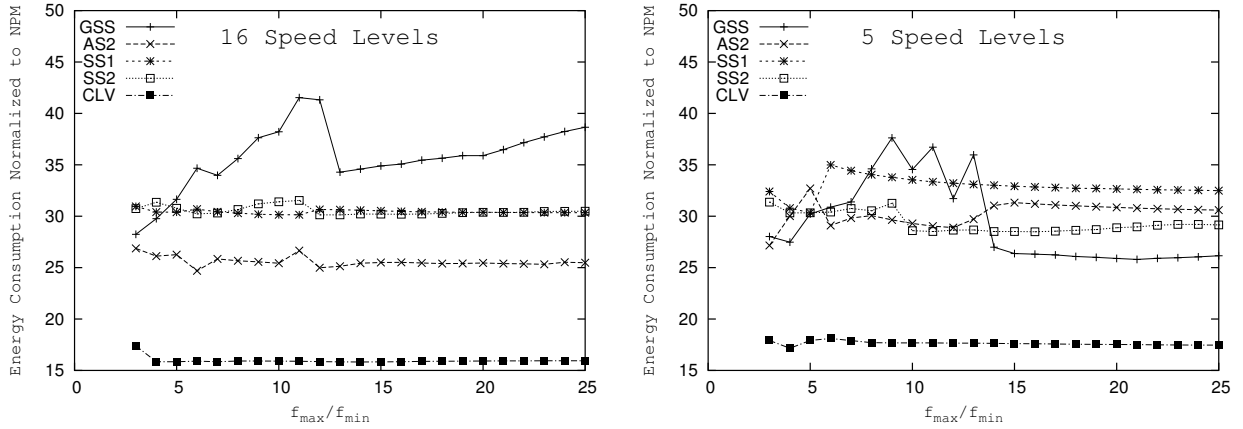 Energy Consumption Normalized to NPM
50
45
40
35
30
25
20
15
0
5
10
15
20
25
f_max/f_min
16 Speed Levels
GSS
AS2
SS1
SS2
CLV
Energy Consumption Normalized to NPM
50
45
40
35
30
25
20
15
0
5
10
15
20
25
f_max/f_min
5 Speed Levels
GSS
AS2
SS1
SS2
CLV